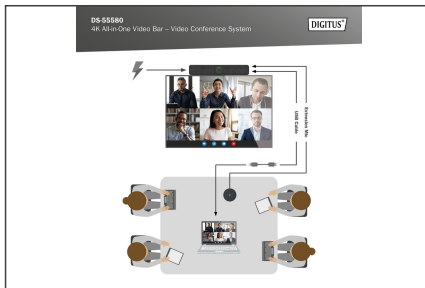 DS-55580
4K All-in-One Video Bar – Video Conference System
DIGITUS®
Extension Mic
USB Cable